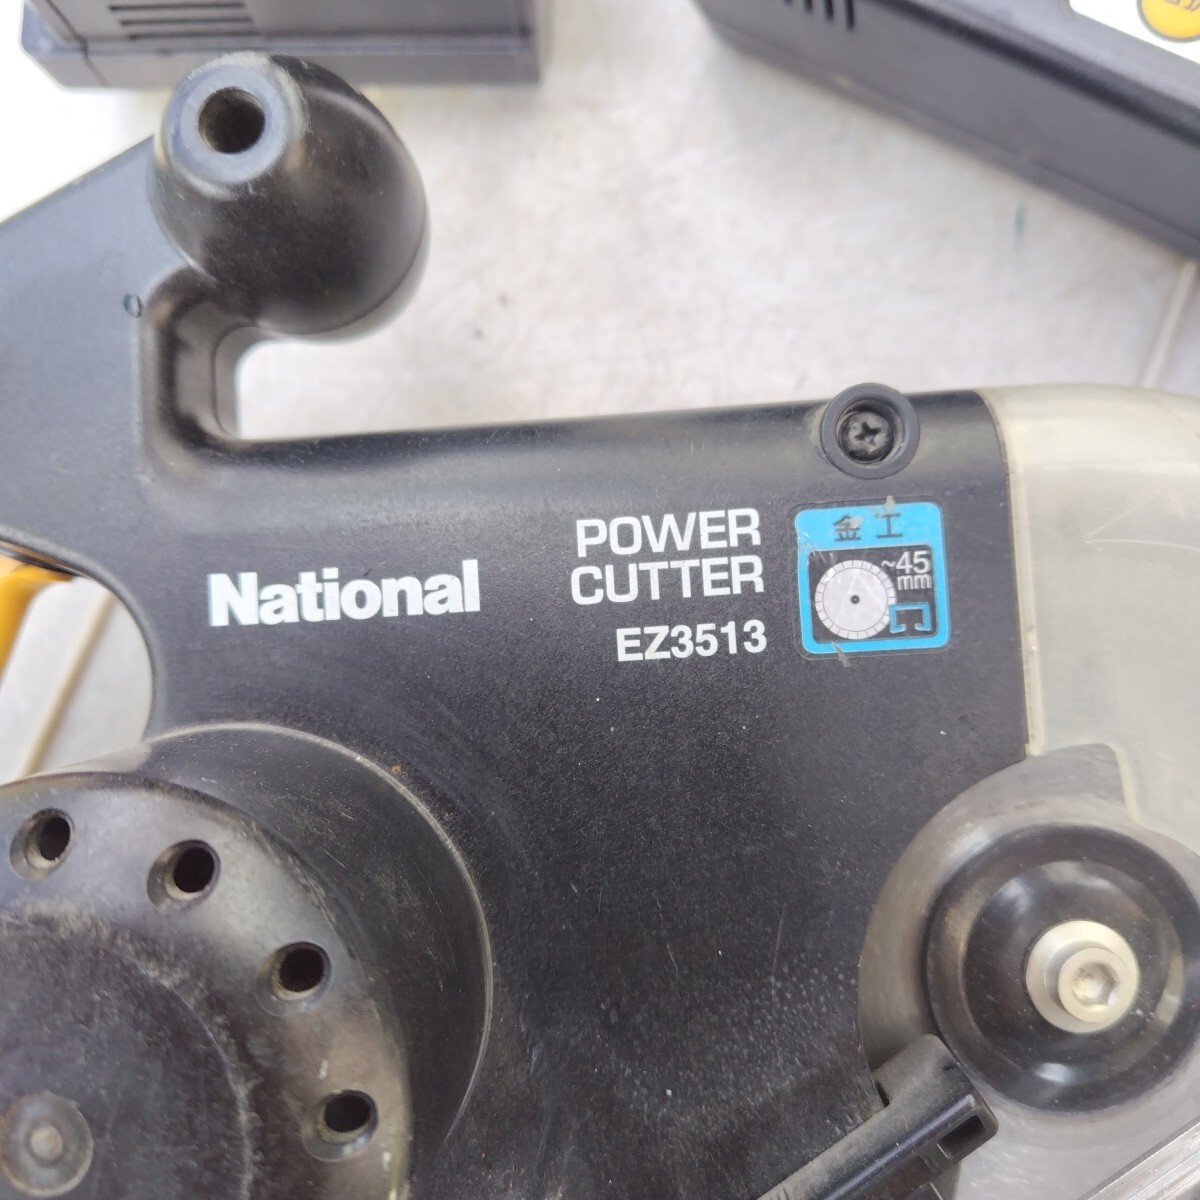 National
POWER
CUTTER
EZ3513
金工
~45
mm